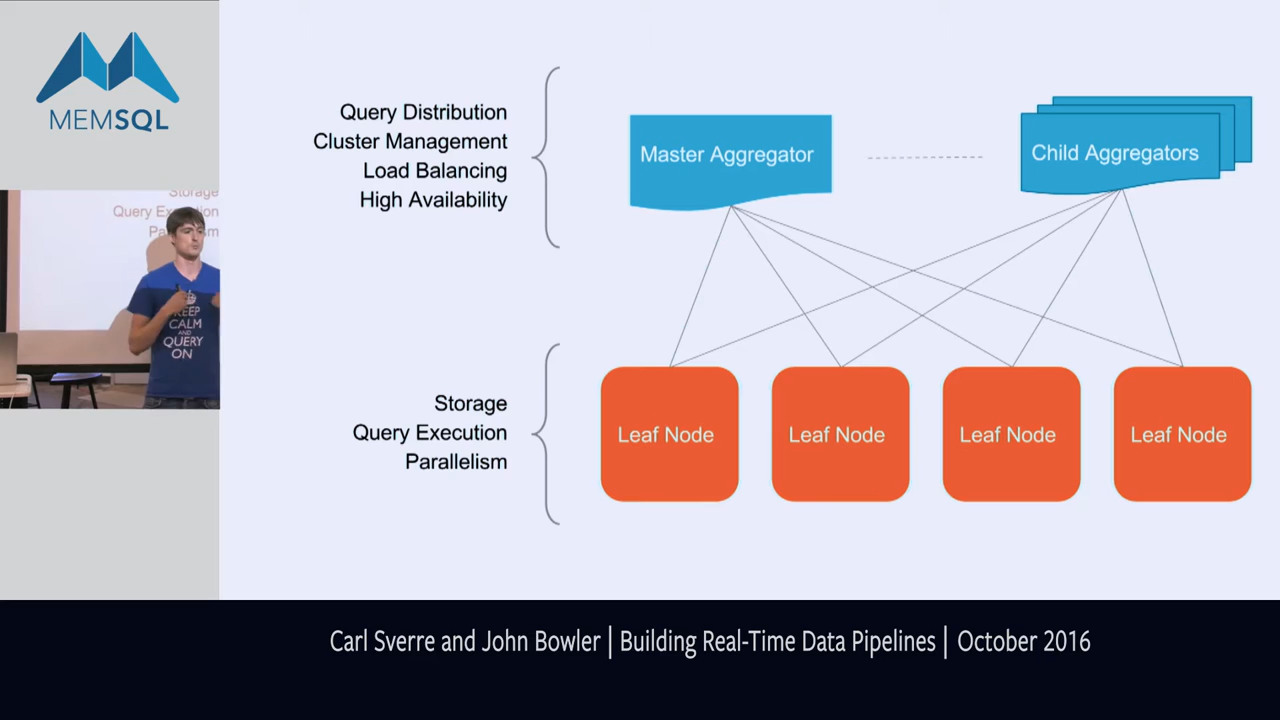 MEMSQL
Storage
Query Distribution
Cluster Management
Load Balancing
High Availability
Master Aggregator
Child Aggregators
KEEP
CALM
AND
QUERY
ON
Storage
Query Execution
Parallelism
Leaf Node
Leaf Node
Leaf Node
Leaf Node
Carl Sverre and John Bowler | Building Real-Time Data Pipelines | October 2016